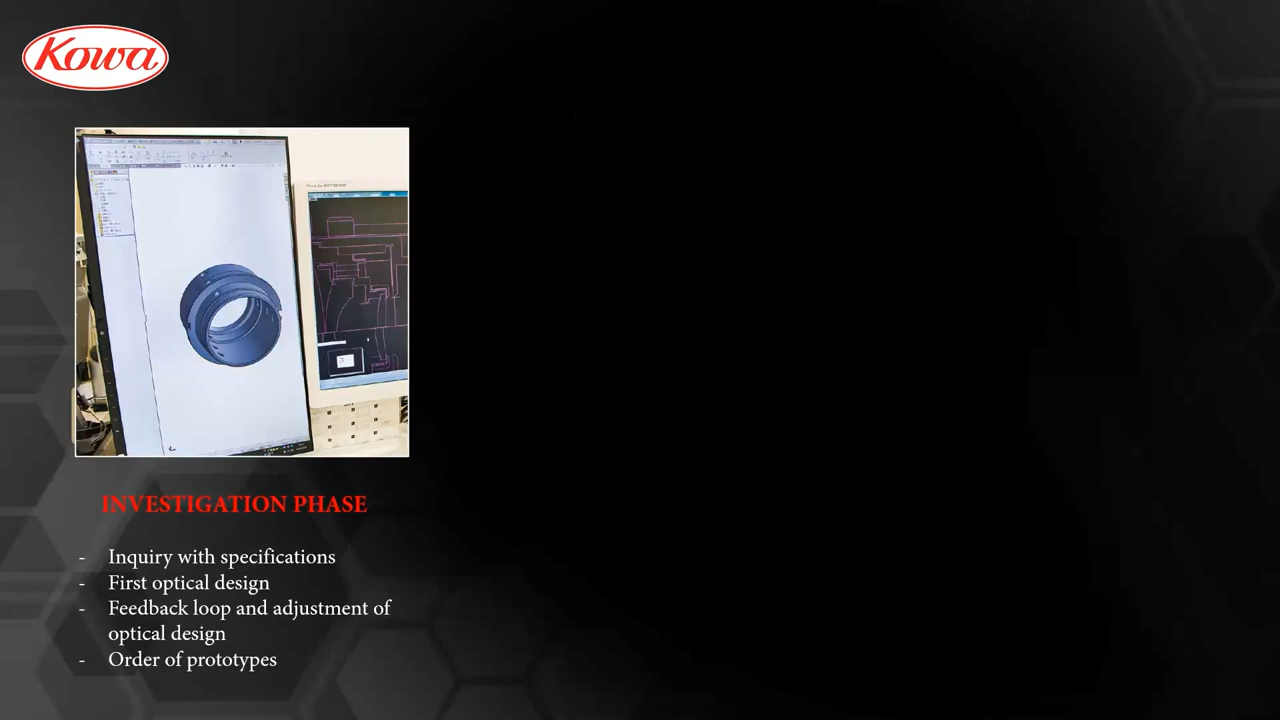 Kowa
INVESTIGATION PHASE
- Inquiry with specifications
- First optical design
- Feedback loop and adjustment of
optical design
- Order of prototypes